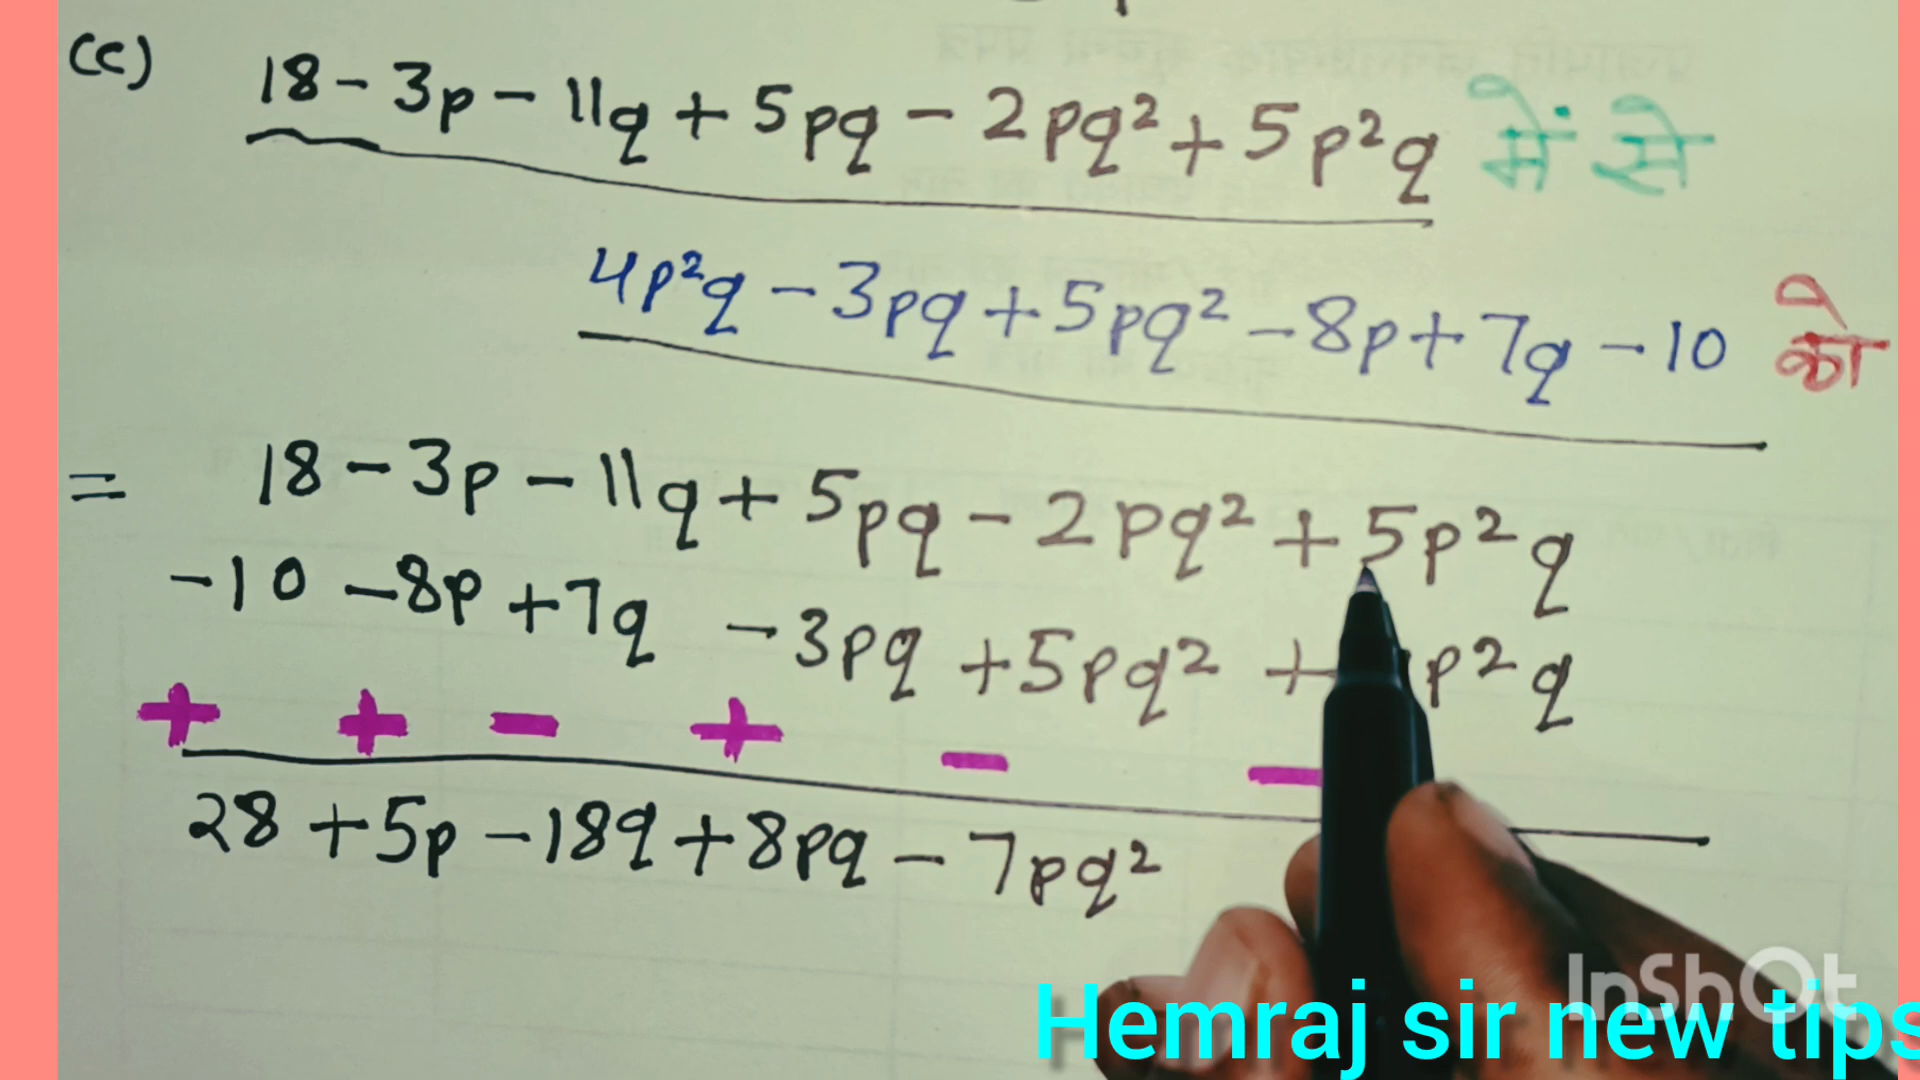 (c) 18 - 3p - 11q + 5pq - 2pq² + 5p²q में से
4p²q - 3pq + 5pq² - 8p + 7q - 10 को
= 18 - 3p - 11q + 5pq - 2pq² + 5p²q
-10 -8p +7q -3pq +5pq² + p²q
+ + - + - -
28 + 5p - 18q + 8pq - 7pq²
InShOt
Hemraj sir new tips